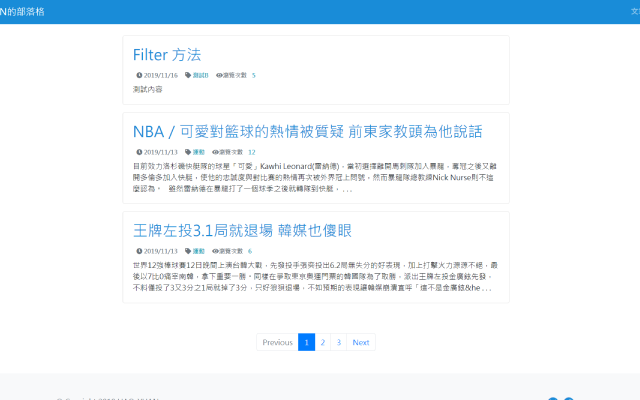 N的部落格
Filter 方法
2019/11/16 測試B 瀏覽次數 5
測試內容
NBA / 可愛對籃球的熱情被質疑 前東家教頭為他說話
2019/11/13 運動 瀏覽次數 12
目前效力洛杉磯快艇隊的球星「可愛」Kawhi Leonard(雷納德)，當初選擇離開馬刺隊加入暴龍，奪冠之後又離
開多倫多加入快艇，使他的忠誠度與對比賽的熱情再次被外界冠上問號，然而暴龍隊總教練Nick Nurse則不這
麼認為。 雖然雷納德在暴龍打了一個球季之後就轉隊到快艇， . . .
王牌左投3.1局就退場 韓媒也傻眼
2019/11/13 運動 瀏覽次數 6
世界12強棒球賽12日晚間上演台韓大戰，先發投手張奕投出6.2局無失分的好表現，加上打擊火力源源不絕，最
後以7比0痛宰南韓，拿下重要一勝。同樣在爭取東京奧運門票的韓國隊為了取勝，派出王牌左投金廣鉉先發，
不料僅投了3又3分之1局就掉了3分，只好狼狽退場，不如預期的表現讓韓媒崩潰直呼「這不是金廣鉉&he . . .
Previous 1 2 3 Next